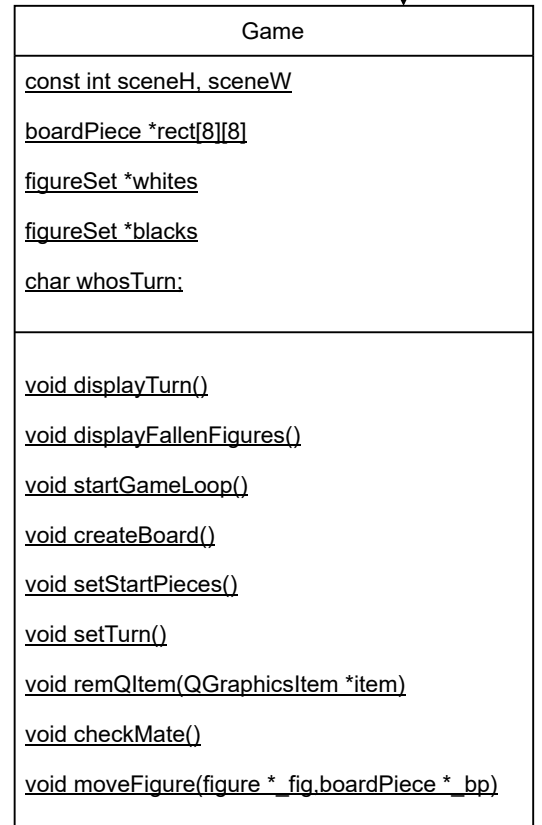 Game
const int sceneH, sceneW
boardPiece *rect[8][8]
figureSet *whites
figureSet *blacks
char whosTurn;
void displayTurn()
void displayFallenFigures()
void startGameLoop()
void createBoard()
void setStartPieces()
void setTurn()
void remQItem(QGraphicsItem *item)
void checkMate()
void moveFigure(figure *_fig,boardPiece *_bp)